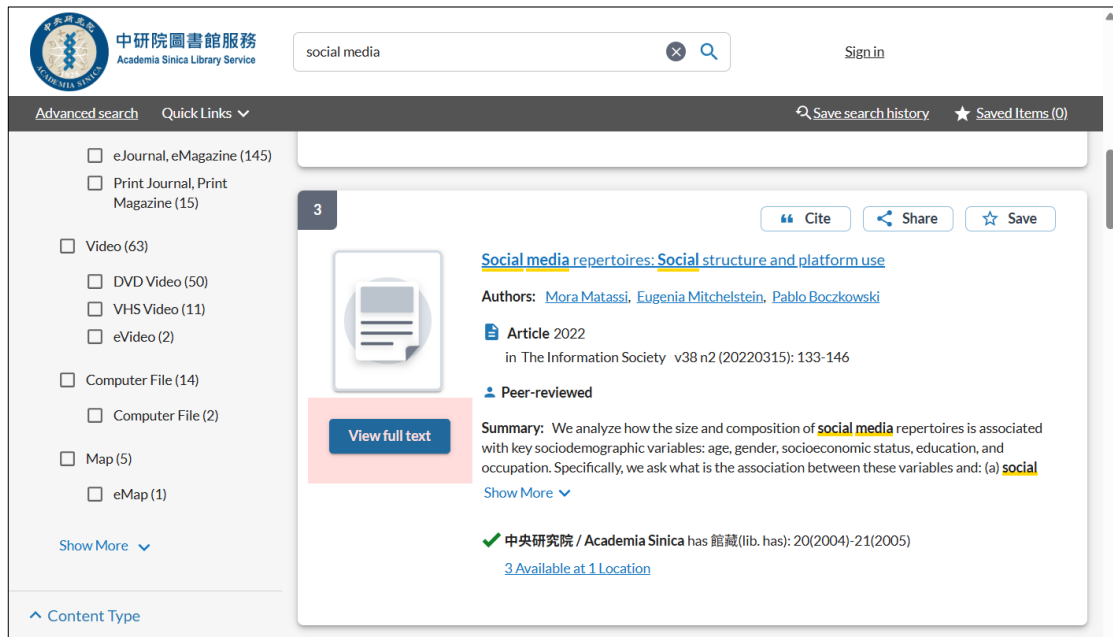 中央研究院
ACADEMIA SINICA
中研院圖書館服務
Academia Sinica Library Service
social media
Sign in
Advanced search
Quick Links
Save search history
Saved Items (0)
eJournal, eMagazine (145)
Print Journal, Print
Magazine (15)
Video (63)
DVD Video (50)
VHS Video (11)
eVideo (2)
Computer File (14)
Computer File (2)
Map (5)
eMap (1)
Show More
Content Type
3
Cite
Share
Save
Social media repertoires: Social structure and platform use
Authors: Mora Matassi, Eugenia Mitchelstein, Pablo Boczkowski
Article 2022
in The Information Society v38 n2 (20220315): 133-146
Peer-reviewed
View full text
Summary: We analyze how the size and composition of social media repertoires is associated
with key sociodemographic variables: age, gender, socioeconomic status, education, and
occupation. Specifically, we ask what is the association between these variables and: (a) social
Show More
中央研究院 / Academia Sinica has 館藏(lib. has): 20(2004)-21(2005)
3 Available at 1 Location